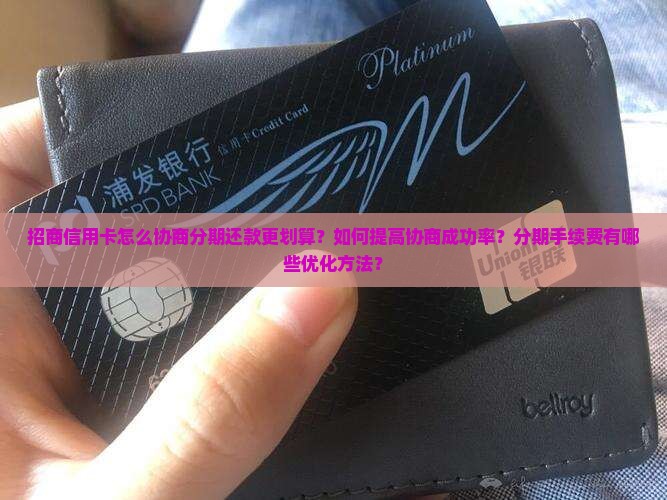 Platinum
信用卡Credit Card
浦发银行
SPD BANK
招商信用卡怎么协商分期还款更划算？如何提高协商成功率？分期手续费有哪
些优化方法？
Union
银联
bellroy